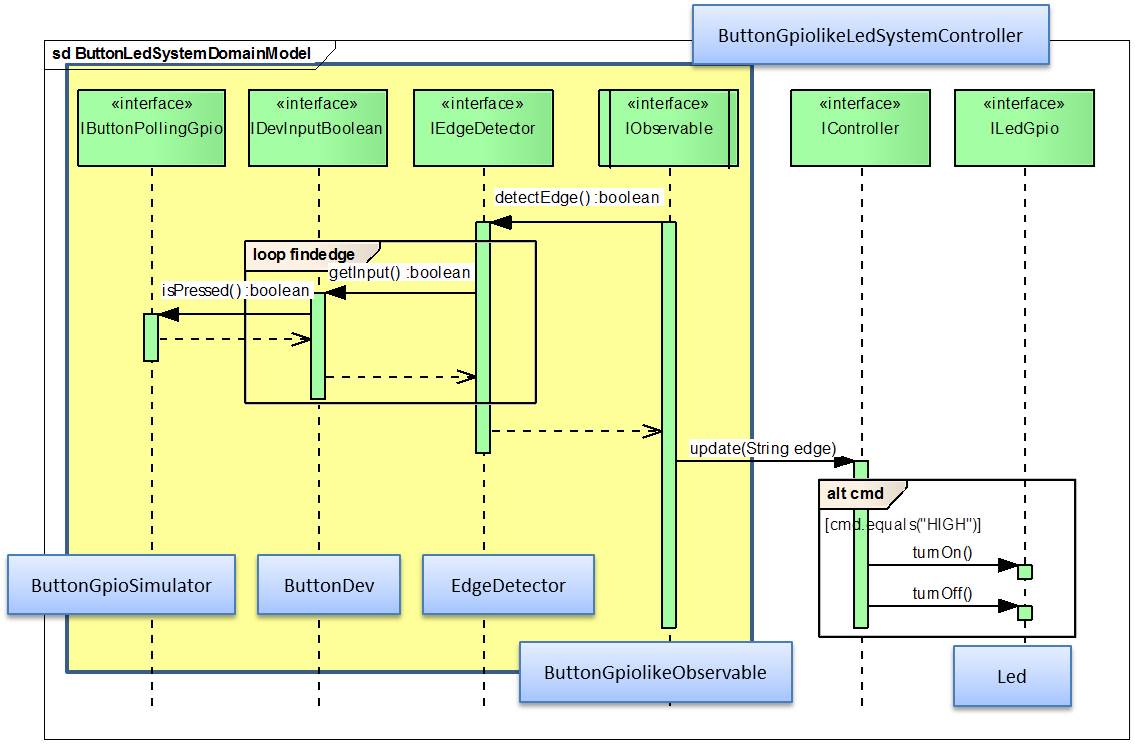 ButtonGpiolikeLedSystemController
sd ButtonLedSystemDomainModel
«interface»
IButtonPollingGpio
«interface»
IDevInputBoolean
«interface»
IEdgeDetector
«interface»
IObservable
«interface»
IController
«interface»
ILedGpio
detectEdge() :boolean
loop findedge
getInput() :boolean
isPressed() :boolean
update(String edge)
alt cmd
[cmd.equals("HIGH")]
turnOn()
turnOff()
ButtonGpioSimulator
ButtonDev
EdgeDetector
ButtonGpiolikeObservable
Led